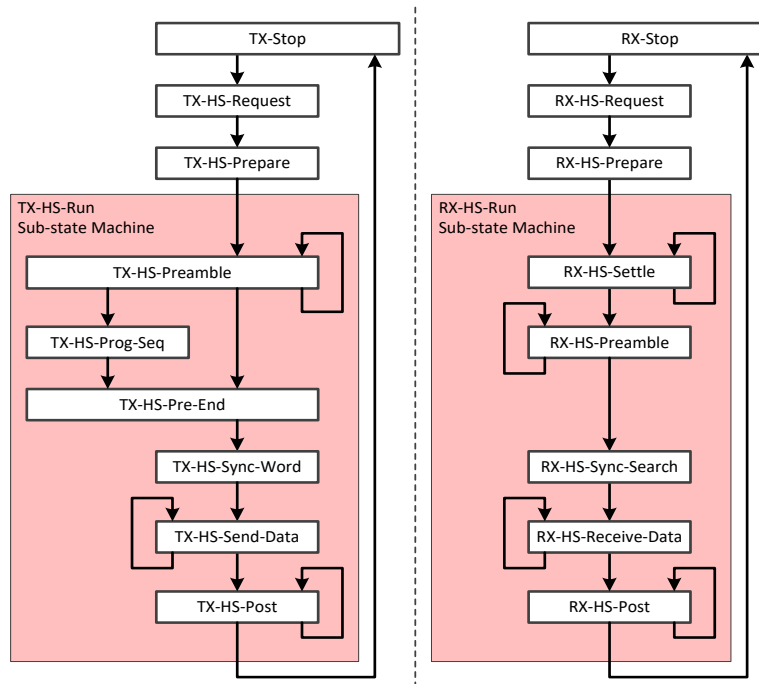 TX-Stop
TX-HS-Request
TX-HS-Prepare
TX-HS-Run
Sub-state Machine
TX-HS-Preamble
TX-HS-Prog-Seq
TX-HS-Pre-End
TX-HS-Sync-Word
TX-HS-Send-Data
TX-HS-Post
RX-Stop
RX-HS-Request
RX-HS-Prepare
RX-HS-Run
Sub-state Machine
RX-HS-Settle
RX-HS-Preamble
RX-HS-Sync-Search
RX-HS-Receive-Data
RX-HS-Post